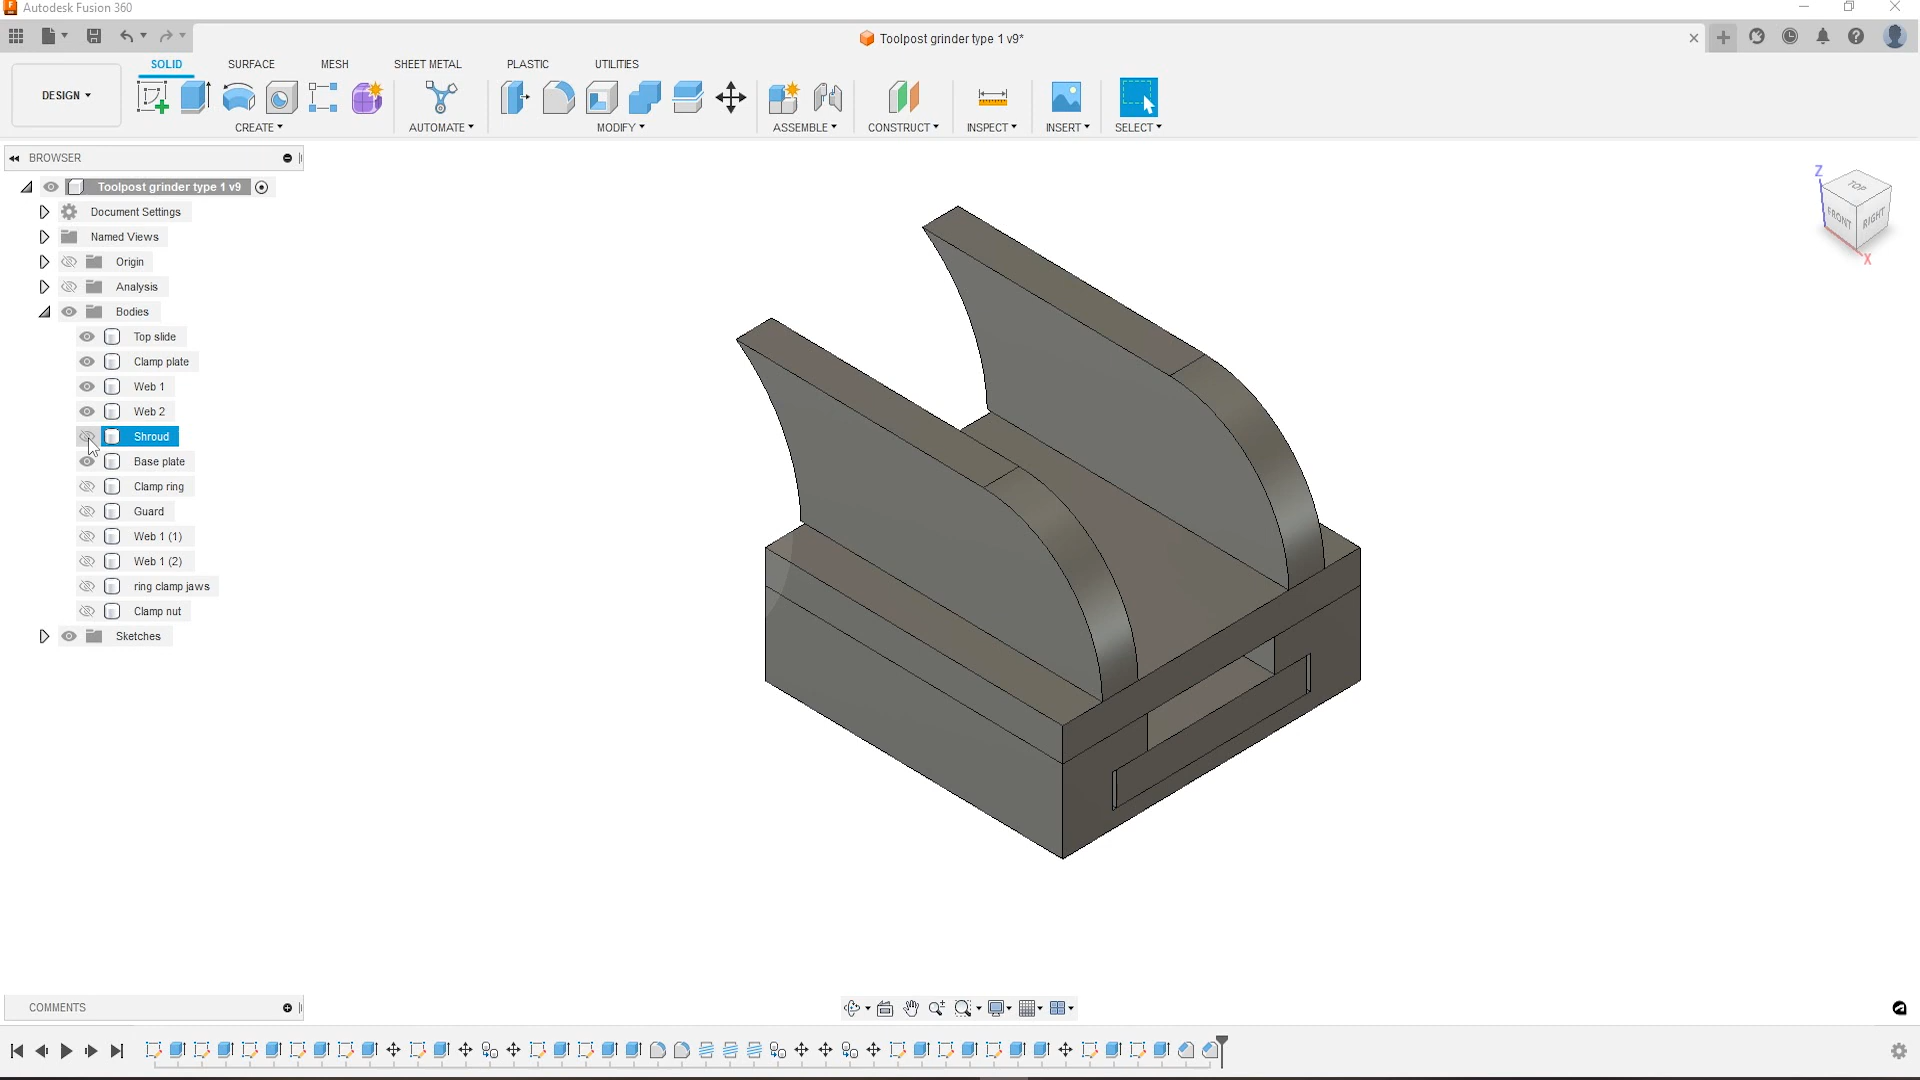 Autodesk Fusion 360
Toolpost grinder type 1 v9*
SOLID SURFACE MESH SHEET METAL PLASTIC UTILITIES
DESIGN
CREATE AUTOMATE MODIFY ASSEMBLE CONSTRUCT INSPECT INSERT SELECT
BROWSER
Toolpost grinder type 1 v9
Document Settings
Named Views
Origin
Analysis
Bodies
Top slide
Clamp plate
Web 1
Web 2
Shroud
Base plate
Clamp ring
Guard
Web 1 (1)
Web 1 (2)
ring clamp jaws
Clamp nut
Sketches
Z
TOP
FRONT
RIGHT
X
COMMENTS